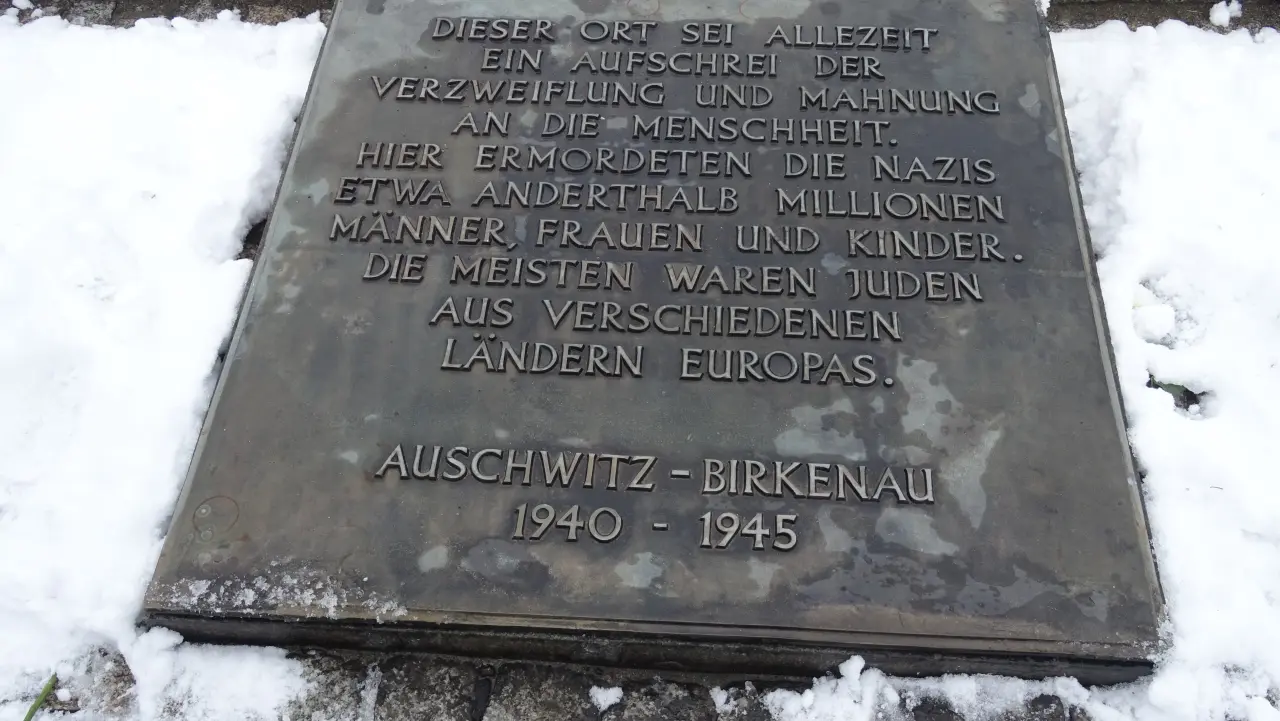 DIESER ORT SEI ALLEZEIT
EIN AUFSCHREI DER
VERZWEIFLUNG UND MAHNUNG
AN DIE MENSCHHEIT.
HIER ERMORDETEN DIE NAZIS
ETWA ANDERTHALB MILLIONEN
MÄNNER, FRAUEN UND KINDER.
DIE MEISTEN WAREN JUDEN
AUS VERSCHIEDENEN
LÄNDERN EUROPAS.
AUSCHWITZ - BIRKENAU
1940 - 1945